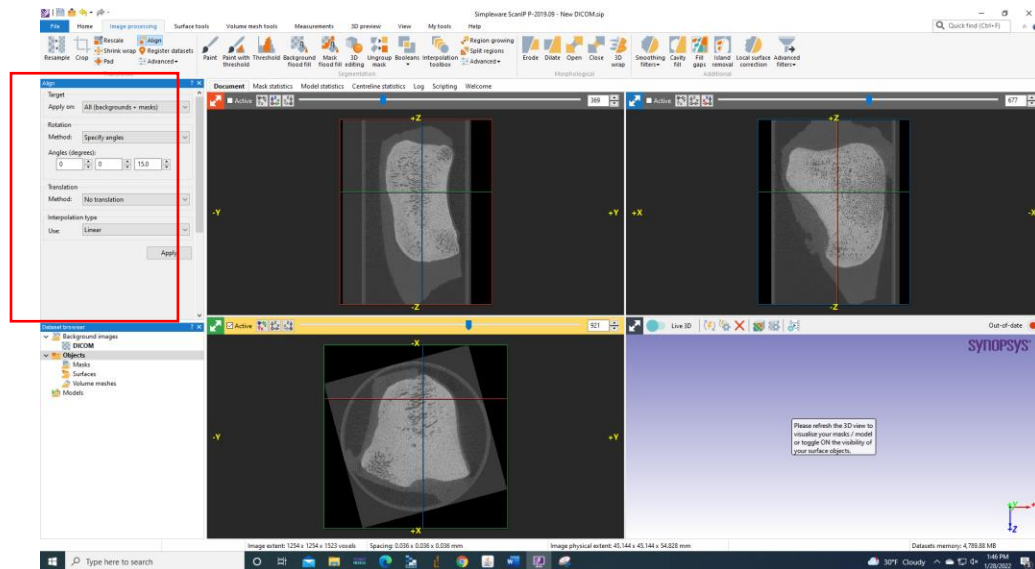 Simpleware ScanIP P-2019.09 - New DICOM.sip
File Home Image processing Surface tools Volume mesh tools Measurements 3D preview View My tools Help
Quick find (Ctrl+F)
Resample Crop Rescale Shrink wrap Pad Align Register datasets Advanced
Paint Paint with threshold Threshold Background flood fill Mask flood fill 3D editing Ungroup mask Booleans Interpolation toolbox Region growing Split regions Advanced
Erode Dilate Open Close 3D wrap
Smoothing filters Cavity fill Fill gaps Island removal Local surface correction Advanced filters
Segmentation Morphological Additional
Align ? ×
Target
Apply on: All (backgrounds + masks)
Rotation
Method: Specify angles
Angles (degrees):
0 0 15.0
Translation
Method: No translation
Interpolation type
Use: Linear
Apply
Dataset browser ? ×
Background images
DICOM
Objects
Masks
Surfaces
Volume meshes
Models
Document Mask statistics Model statistics Centreline statistics Log Scripting Welcome
Active 369
+Z
-Y +Y
-Z
Active 677
+Z
+X -X
-Z
Active 921
-X
-Y +Y
+X
Live 3D Out-of-date
SYNOPSYS
Please refresh the 3D view to
visualise your masks / model
or toggle ON the visibility of
your surface objects.
Y
Z
Image extent: 1254 x 1254 x 1523 voxels Spacing: 0.036 x 0.036 x 0.036 mm Image physical extent: 45.144 x 45.144 x 54.828 mm Datasets memory: 4,789.88 MB
Type here to search
30°F Cloudy
1:46 PM
1/28/2022